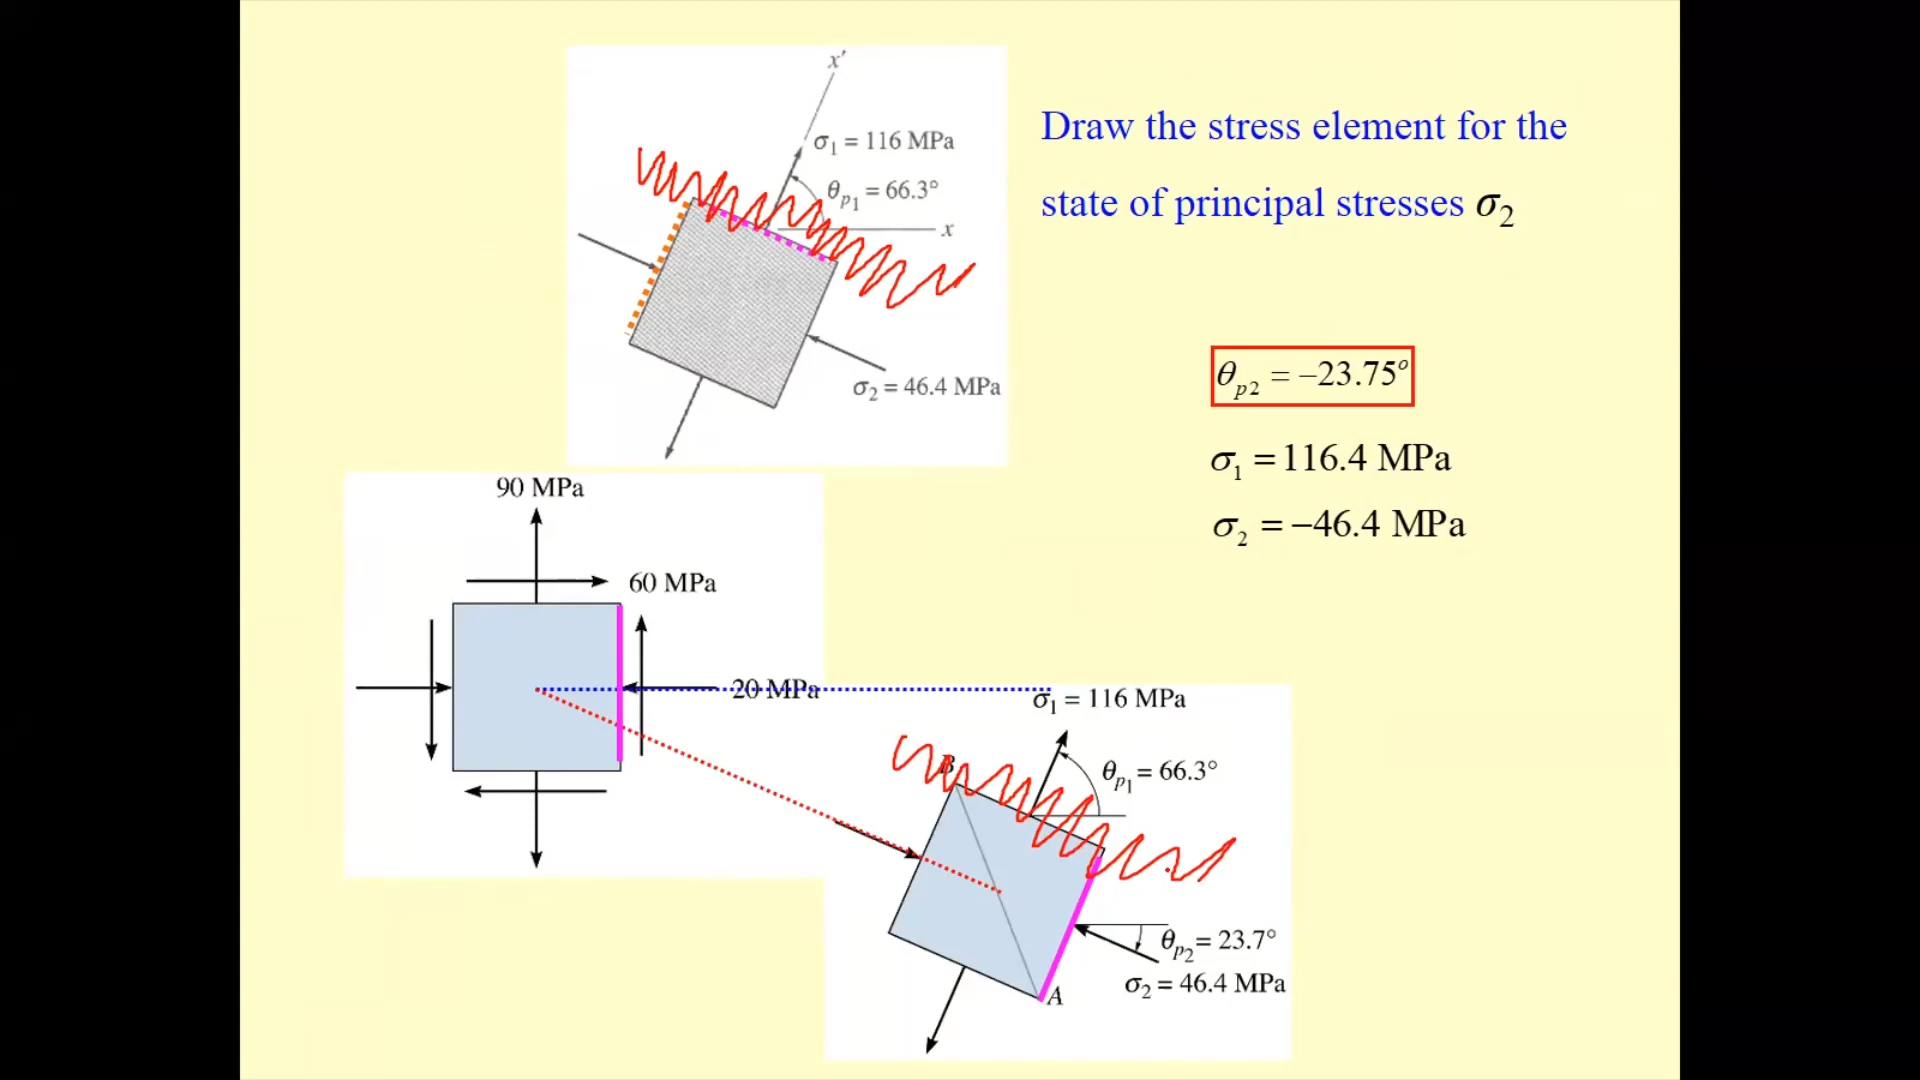 x′
σ₁ = 116 MPa
θₚ₁ = 66.3°
x
σ₂ = 46.4 MPa
Draw the stress element for the
state of principal stresses σ₂
θₚ₂ = −23.75°
σ₁ = 116.4 MPa
σ₂ = −46.4 MPa
90 MPa
60 MPa
20 MPa
σ₁ = 116 MPa
B
θₚ₁ = 66.3°
θₚ₂ = 23.7°
σ₂ = 46.4 MPa
A